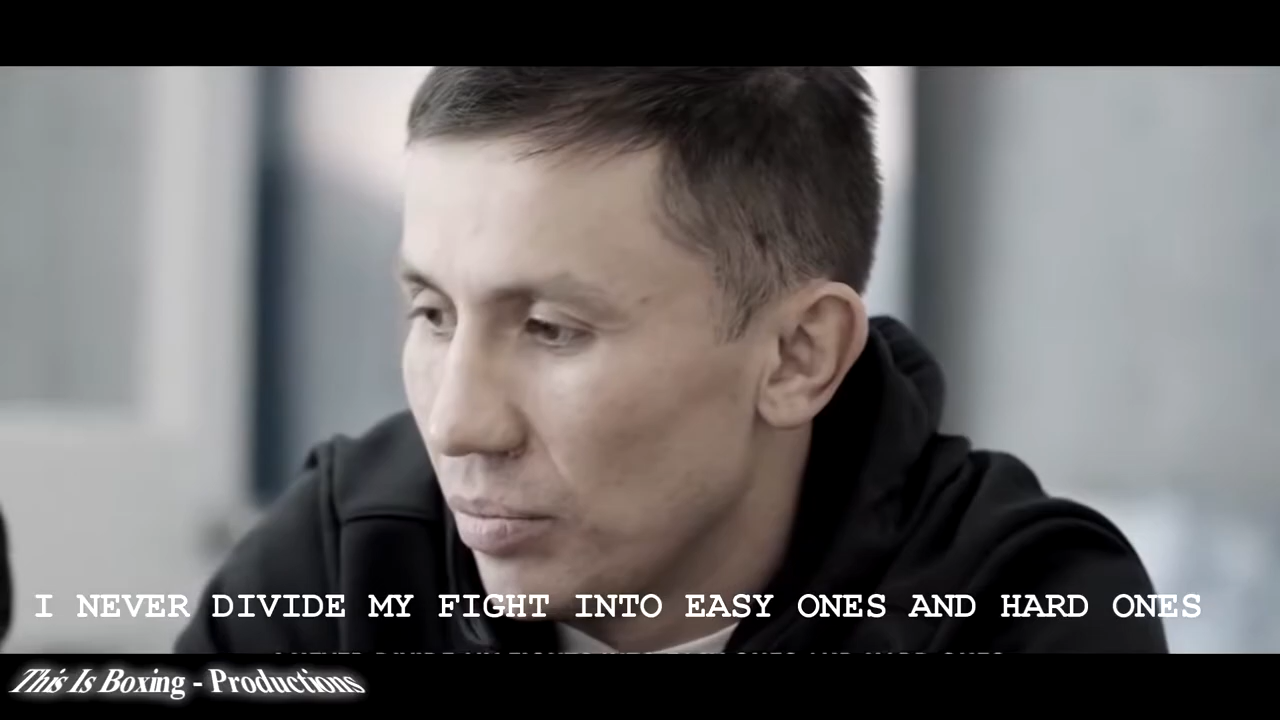 I NEVER DIVIDE MY FIGHT INTO EASY ONES AND HARD ONES
This Is Boxing - Productions